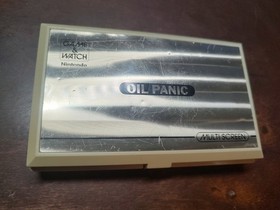 GAME
&
WATCH
Nintendo
OIL PANIC
MULTI SCREEN